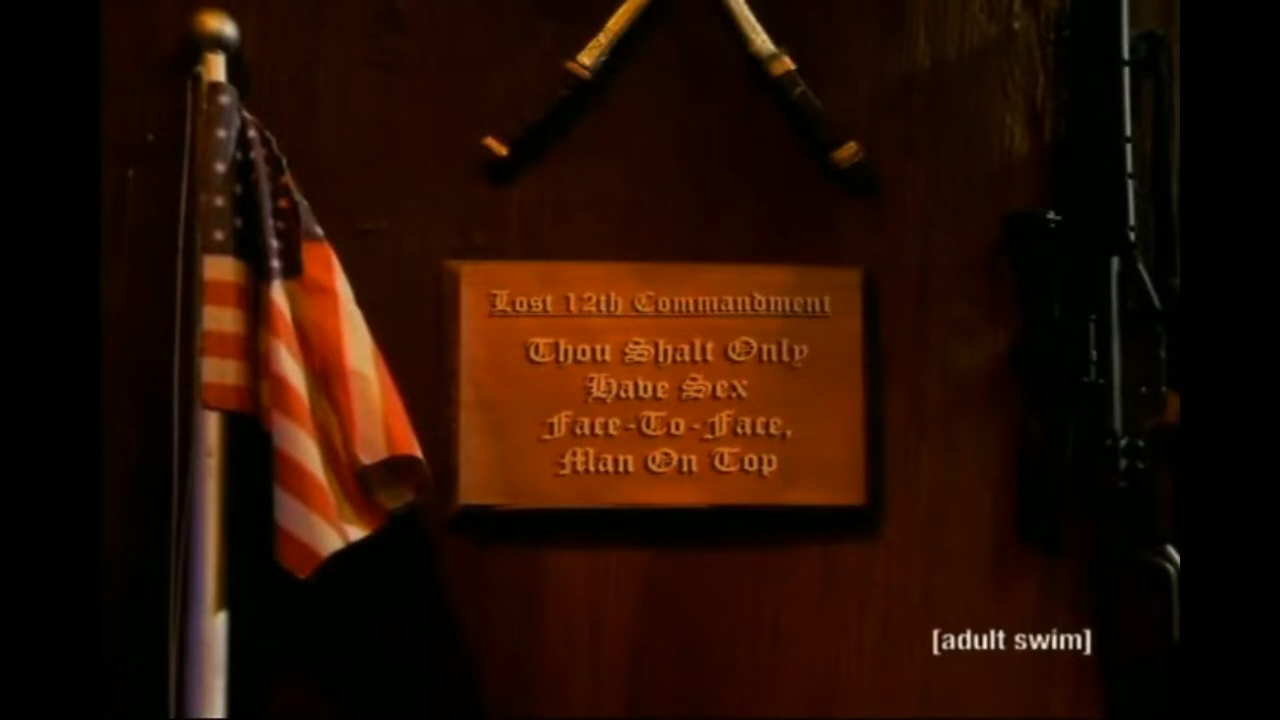 Lost 12th Commandment
Thou Shalt Only
Have Sex
Face-To-Face,
Man On Top
[adult swim]